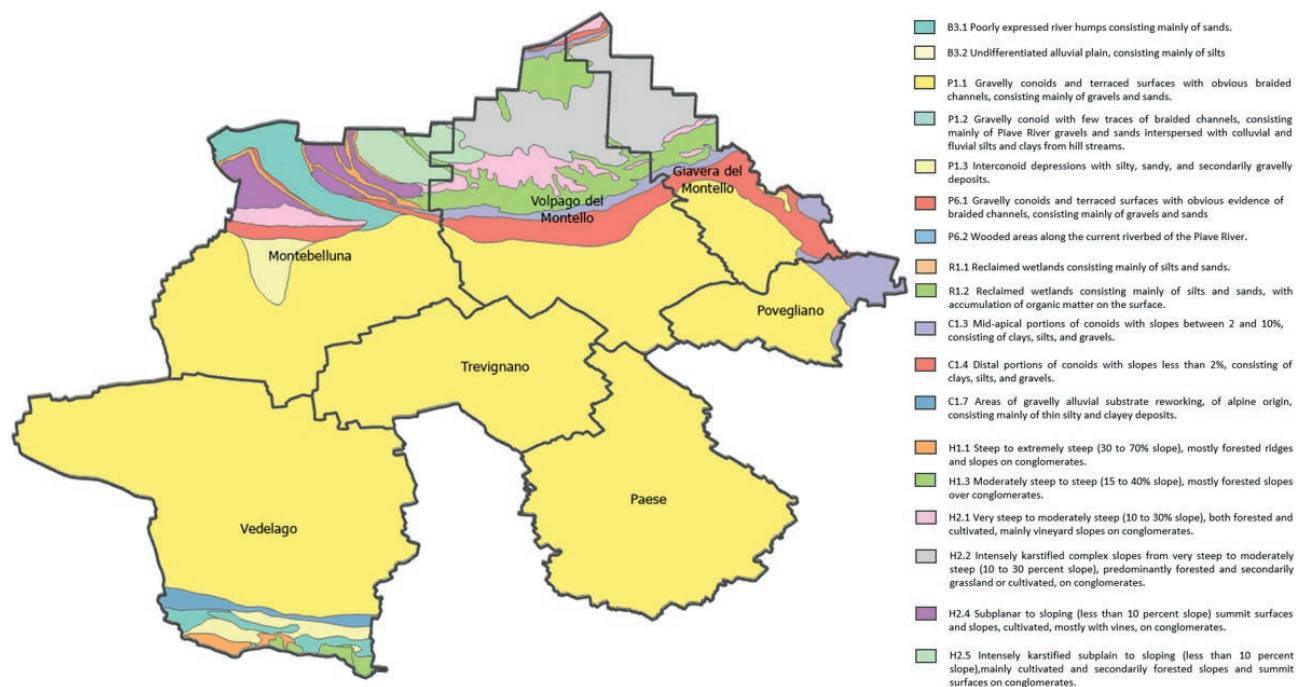 Giavera del
Montello
Volpago del
Montello
Montebelluna
Povegliano
Trevignano
Paese
Vedelago
B3.1 Poorly expressed river humps consisting mainly of sands.
B3.2 Undifferentiated alluvial plain, consisting mainly of silts
P1.1 Gravelly conoids and terraced surfaces with obvious braided
channels, consisting mainly of gravels and sands.
P1.2 Gravelly conoid with few traces of braided channels, consisting
mainly of Piave River gravels and sands interspersed with colluvial and
fluvial silts and clays from hill streams.
P1.3 Interconoid depressions with silty, sandy, and secondarily gravelly
deposits.
P6.1 Gravelly conoids and terraced surfaces with obvious evidence of
braided channels, consisting mainly of gravels and sands
P6.2 Wooded areas along the current riverbed of the Piave River.
R1.1 Reclaimed wetlands consisting mainly of silts and sands.
R1.2 Reclaimed wetlands consisting mainly of silts and sands, with
accumulation of organic matter on the surface.
C1.3 Mid-apical portions of conoids with slopes between 2 and 10%,
consisting of clays, silts, and gravels.
C1.4 Distal portions of conoids with slopes less than 2%, consisting of
clays, silts, and gravels.
C1.7 Areas of gravelly alluvial substrate reworking, of alpine origin,
consisting mainly of thin silty and clayey deposits.
H1.1 Steep to extremely steep (30 to 70% slope), mostly forested ridges
and slopes on conglomerates.
H1.3 Moderately steep to steep (15 to 40% slope), mostly forested slopes
over conglomerates.
H2.1 Very steep to moderately steep (10 to 30% slope), both forested and
cultivated, mainly vineyard slopes on conglomerates.
H2.2 Intensely karstified complex slopes from very steep to moderately
steep (10 to 30 percent slope), predominantly forested and secondarily
grassland or cultivated, on conglomerates.
H2.4 Subplanar to sloping (less than 10 percent slope) summit surfaces
and slopes, cultivated, mostly with vines, on conglomerates.
H2.5 Intensely karstified subplain to sloping (less than 10 percent
slope),mainly cultivated and secondarily forested slopes and summit
surfaces on conglomerates.